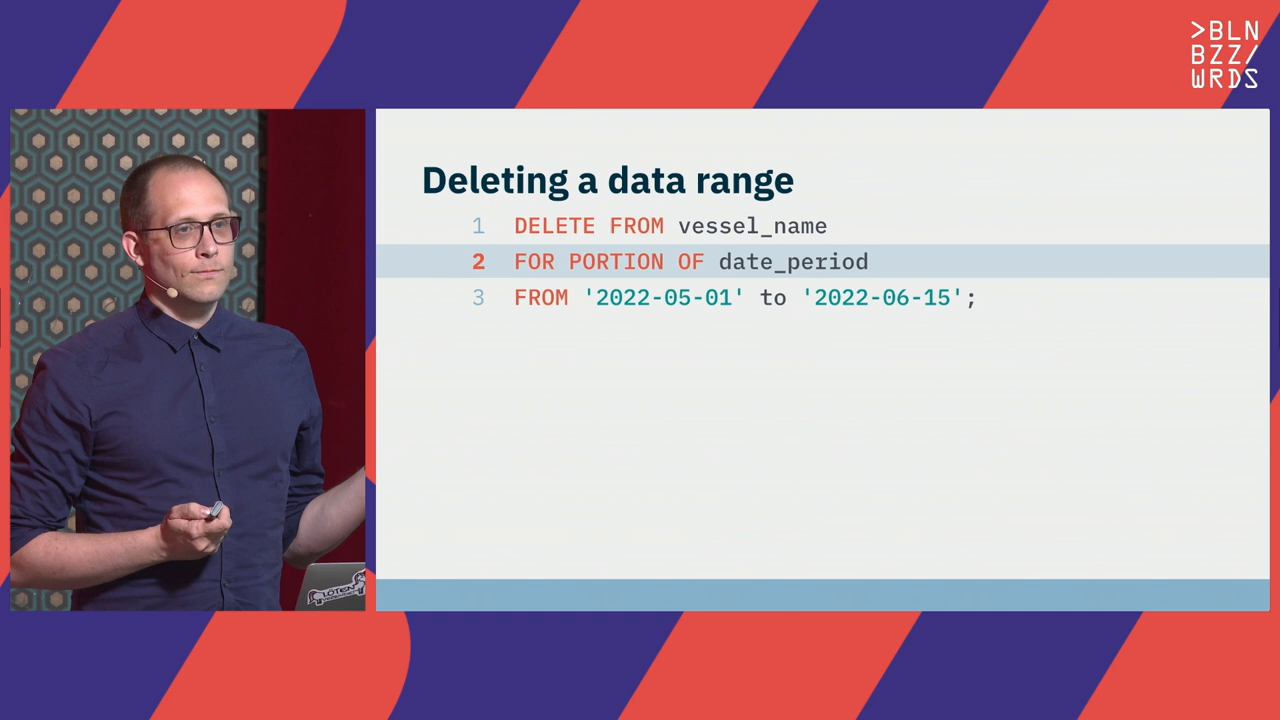 >BLN
BZZ/
WRDS
Deleting a data range
1 DELETE FROM vessel_name
2 FOR PORTION OF date_period
3 FROM '2022-05-01' to '2022-06-15';
LÖTEN